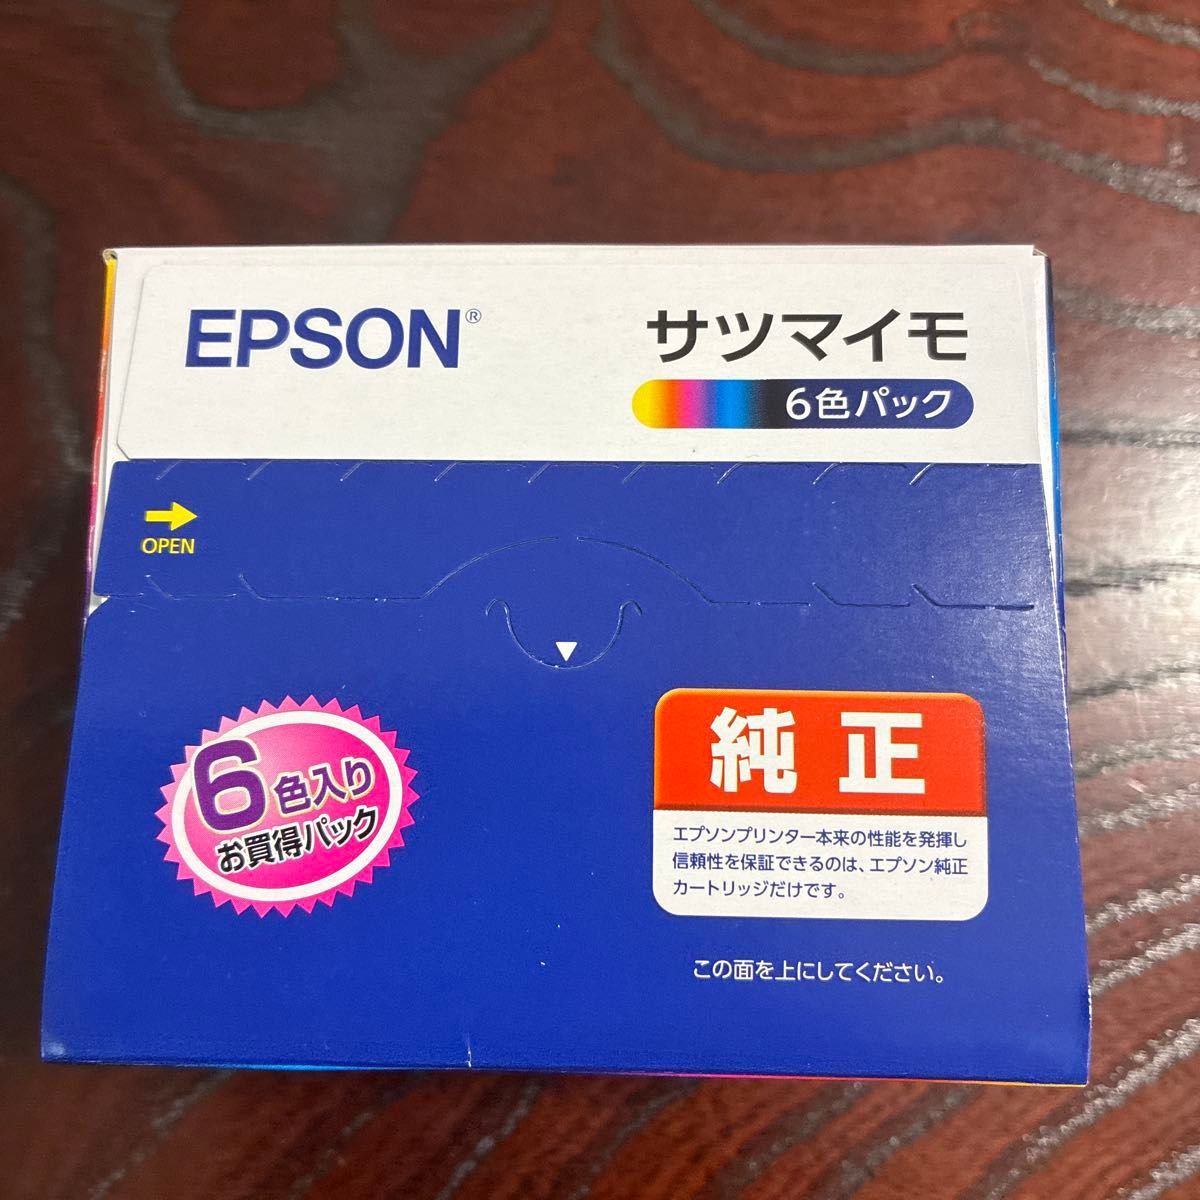 EPSON®
サツマイモ
6色パック
OPEN
6色入り
お買得パック
純正
エプソンプリンター本来の性能を発揮し
信頼性を保証できるのは、エプソン純正
カートリッジだけです。
この面を上にしてください。